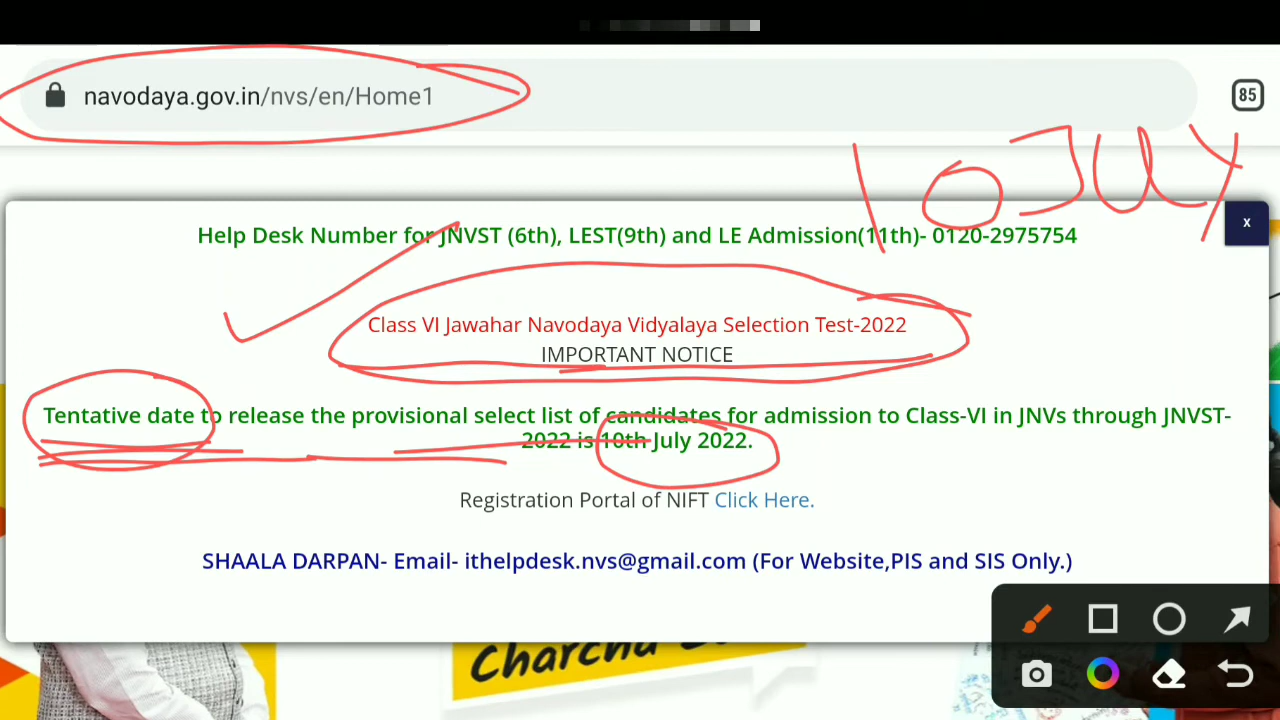 navodaya.gov.in/nvs/en/Home1
85
10 JULY
x
Help Desk Number for JNVST (6th), LEST(9th) and LE Admission(11th)- 0120-2975754
Class VI Jawahar Navodaya Vidyalaya Selection Test-2022
IMPORTANT NOTICE
Tentative date to release the provisional select list of candidates for admission to Class-VI in JNVs through JNVST-
2022 is 10th July 2022.
Registration Portal of NIFT Click Here.
SHAALA DARPAN- Email- ithelpdesk.nvs@gmail.com (For Website,PIS and SIS Only.)
Charcha